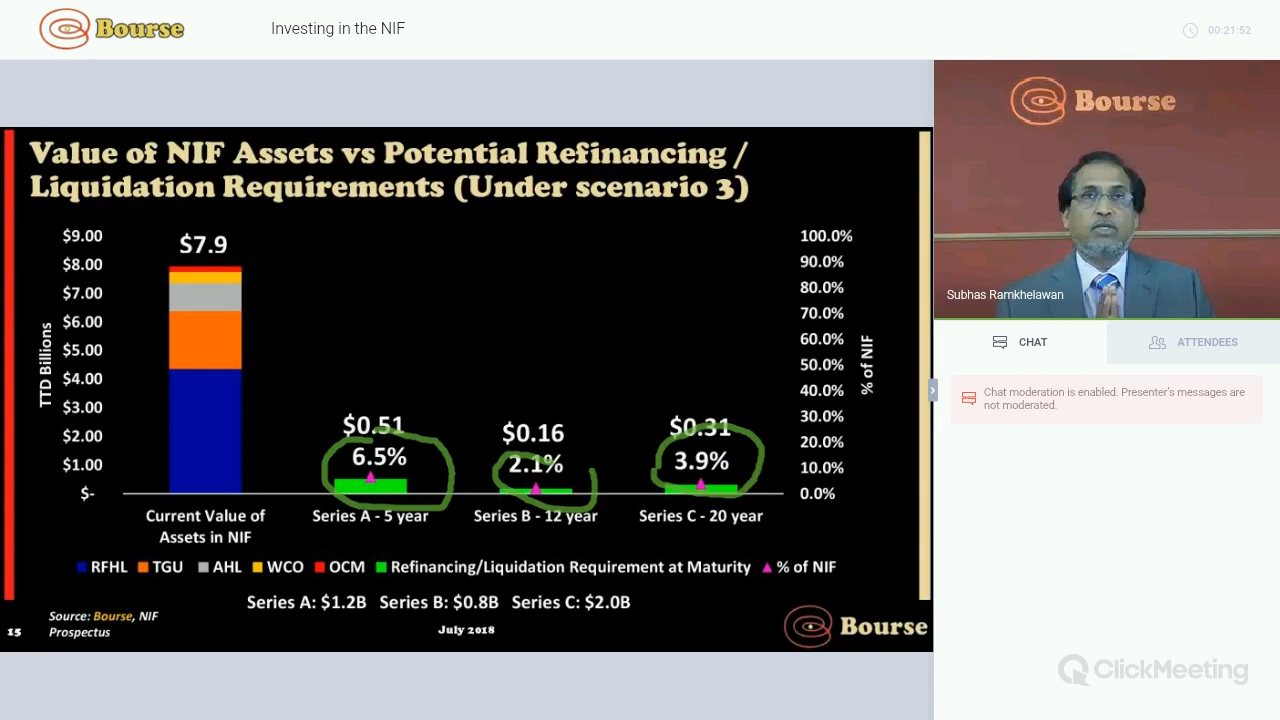 Bourse
Investing in the NIF
00:21:52
Value of NIF Assets vs Potential Refinancing /
Liquidation Requirements (Under scenario 3)
TTD Billions
$9.00
$8.00
$7.00
$6.00
$5.00
$4.00
$3.00
$2.00
$1.00
$-
$7.9
$0.51
6.5%
$0.16
2.1%
$0.31
3.9%
100.0%
90.0%
80.0%
70.0%
60.0%
50.0%
40.0%
30.0%
20.0%
10.0%
0.0%
% of NIF
Current Value of
Assets in NIF
Series A - 5 year
Series B - 12 year
Series C - 20 year
RFHL TGU AHL WCO OCM Refinancing/Liquidation Requirement at Maturity % of NIF
Series A: $1.2B Series B: $0.8B Series C: $2.0B
Source: Bourse, NIF
Prospectus
15
July 2018
Bourse
Bourse
Subhas Ramkhelawan
CHAT
ATTENDEES
Chat moderation is enabled. Presenter's messages are
not moderated.
ClickMeeting